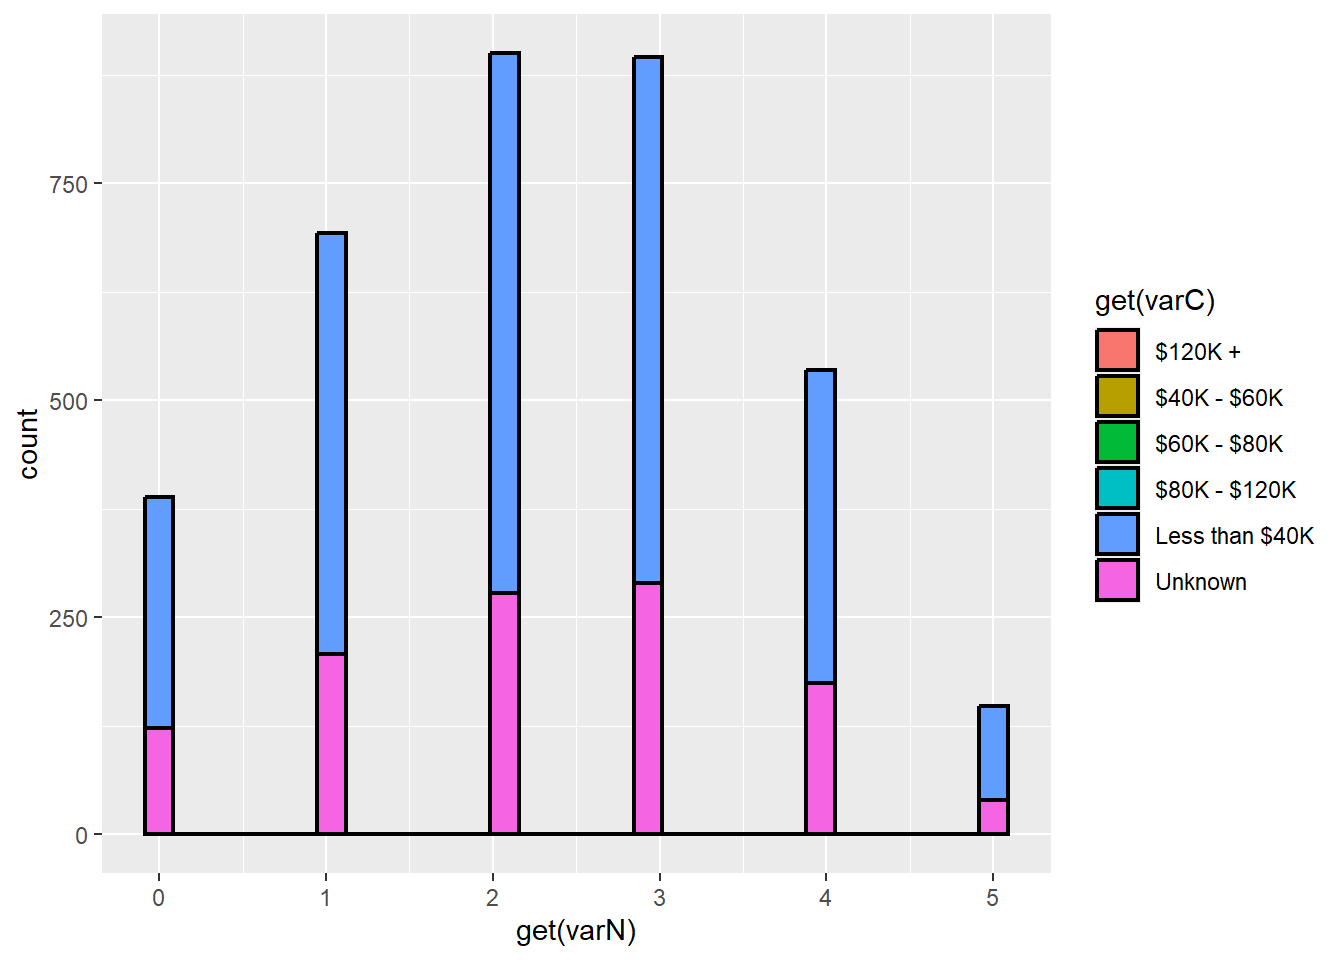 750
500
250
0
count
0 1 2 3 4 5
get(varN)
get(varC)
$120K +
$40K - $60K
$60K - $80K
$80K - $120K
Less than $40K
Unknown